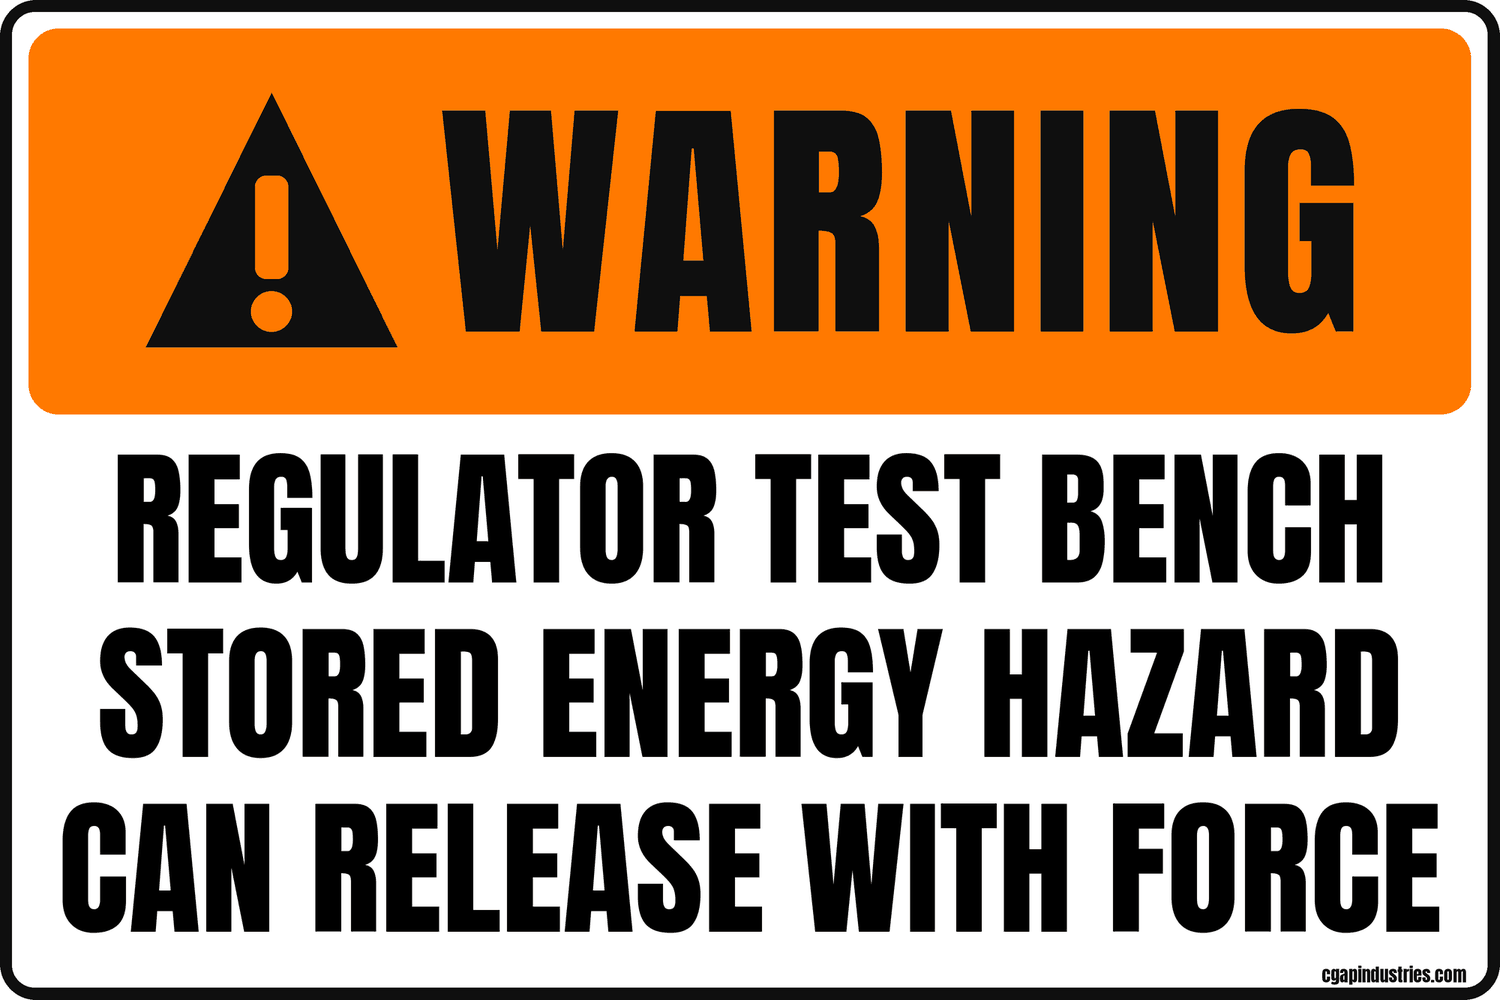 WARNING
REGULATOR TEST BENCH
STORED ENERGY HAZARD
CAN RELEASE WITH FORCE
cgapindustries.com